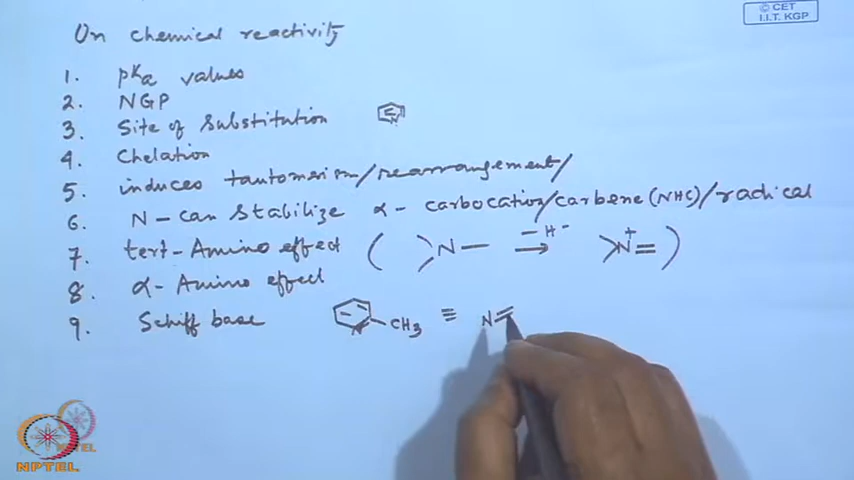 © CET
I.I.T. KGP
On chemical reactivity
1. pKa values
2. NGP
3. Site of substitution N
4. Chelation
5. induces tautomerism/rearrangement/
6. N-can stabilize α-carbocation/carbene (NHC)/radical
7. tert-Amino effect ( >N— −H⁻ → >N⁺= )
8. α-Amino effect
9. Schiff base N CH3 ≡ N=
NPTEL
NPTEL